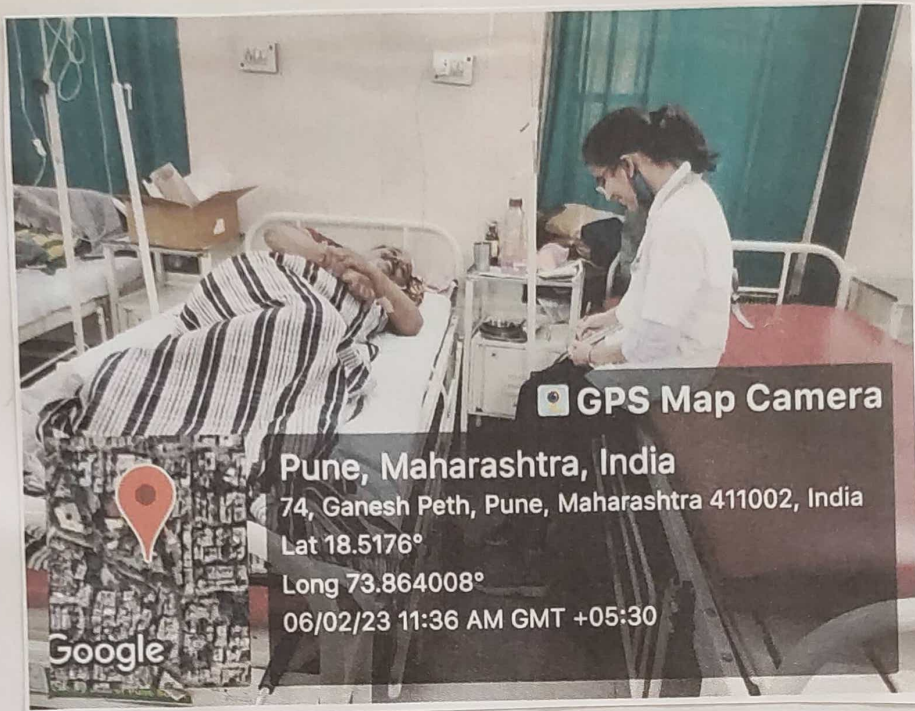 GPS Map Camera
Pune, Maharashtra, India
74, Ganesh Peth, Pune, Maharashtra 411002, India
Lat 18.5176°
Long 73.864008°
06/02/23 11:36 AM GMT +05:30
Google